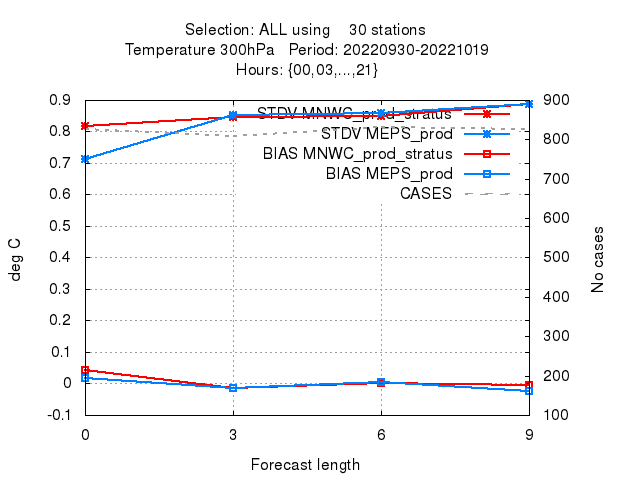 Selection: ALL using 30 stations
Temperature 300hPa Period: 20220930-20221019
Hours: {00,03,...,21}
0.9 900
STDV MNWC_prod_stratus
0.8 STDV MEPS_prod 800
BIAS MNWC_prod_stratus
0.7 BIAS MEPS_prod 700
CASES
0.6 600
0.5 500
deg C
No cases
0.4 400
0.3 300
0.2
0.1 200
0
-0.1 100
0 3 6 9
Forecast length